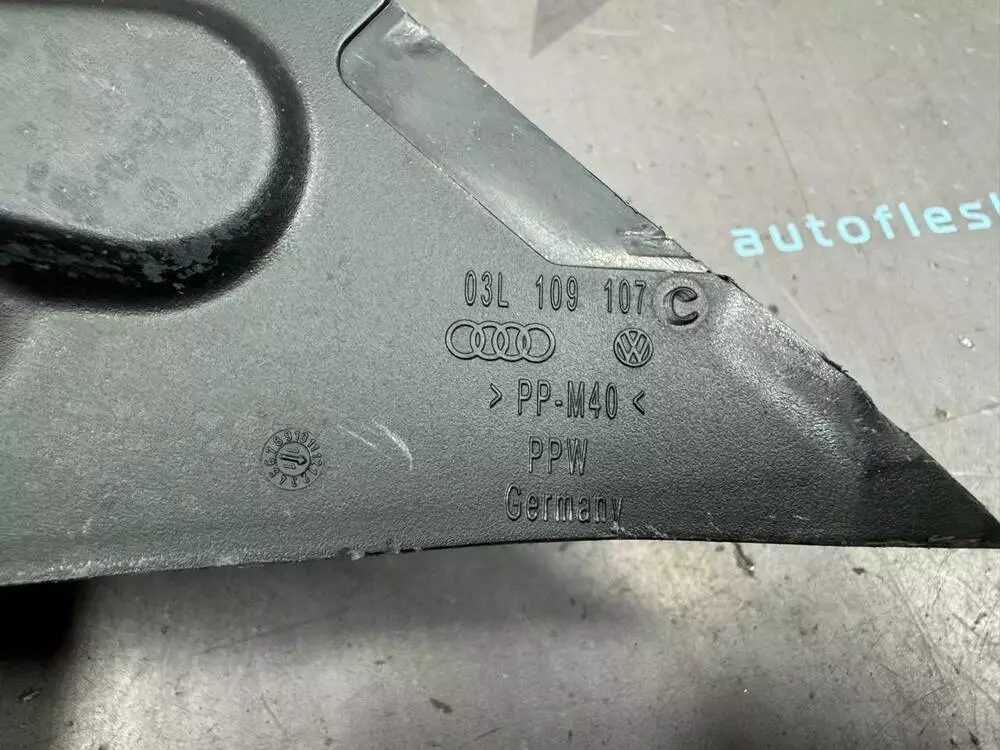 autoflesh
03L 109 107 C
>PP-M40<
PPW
Germany